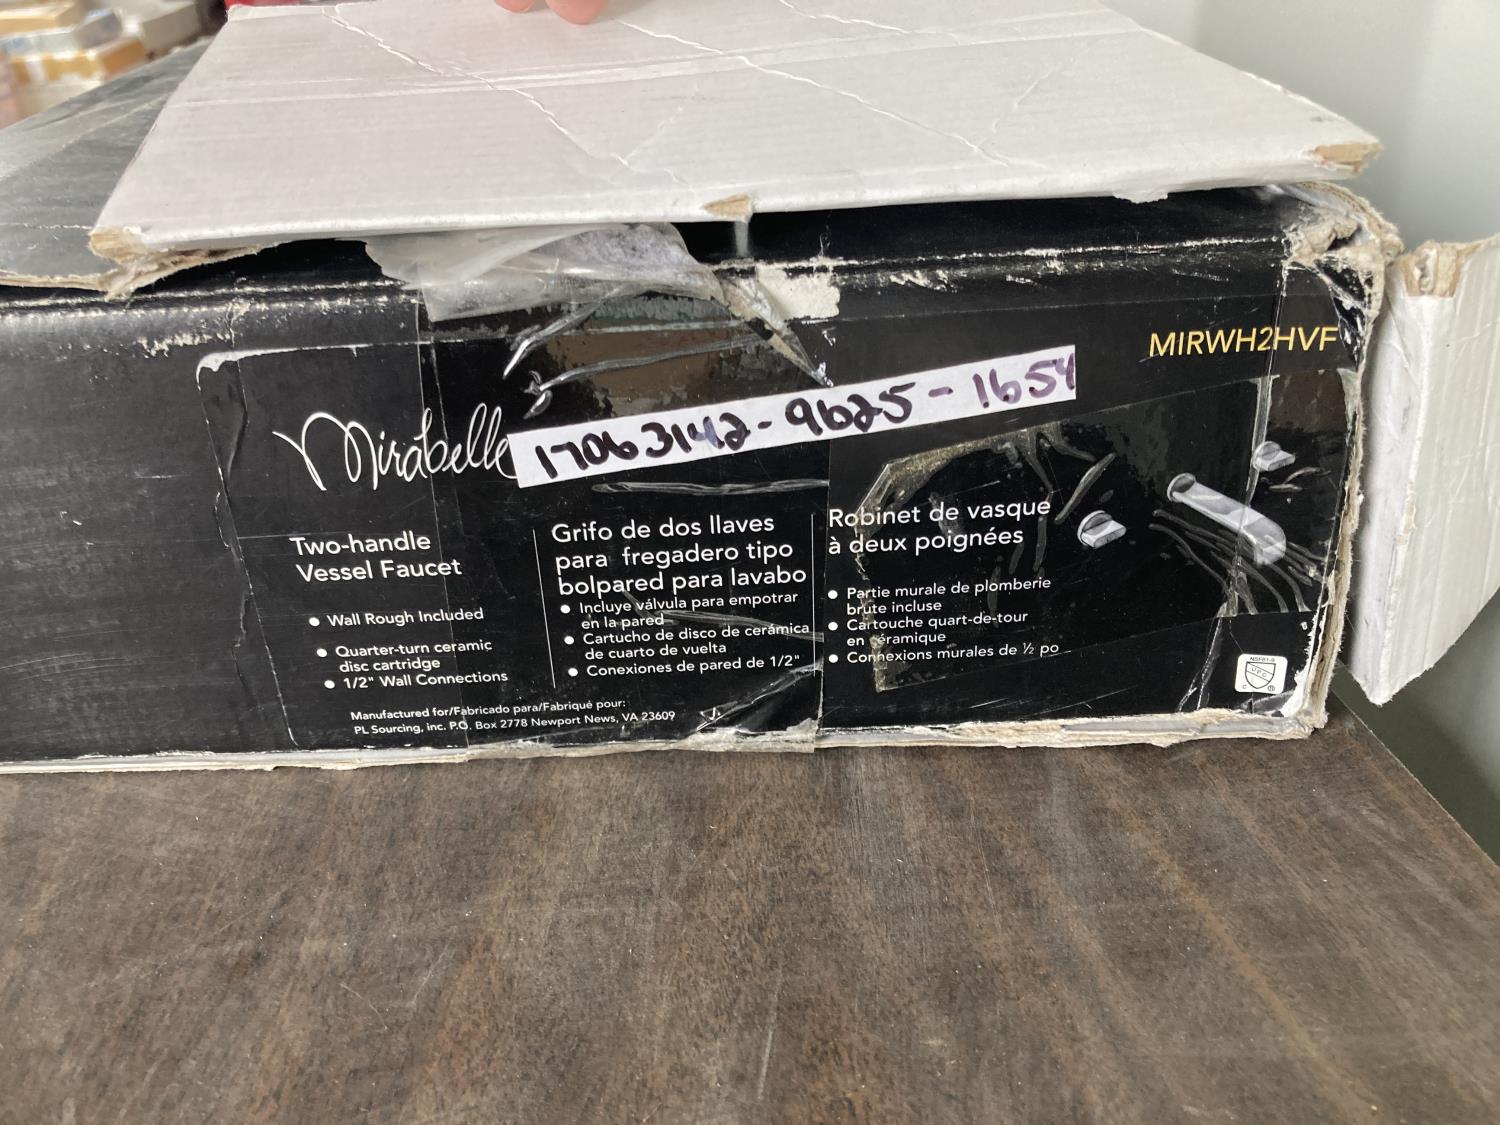 MIRWH2HVF
17063142-9625-1654
Mirabelle
Two-handle
Vessel Faucet
Wall Rough Included
Quarter-turn ceramic
disc cartridge
1/2" Wall Connections
Grifo de dos llaves
para fregadero tipo
bolpared para lavabo
Incluye válvula para empotrar
en la pared
Cartucho de disco de cerámica
de cuarto de vuelta
Conexiones de pared de 1/2"
Robinet de vasque
à deux poignées
Partie murale de plomberie
brute incluse
Cartouche quart-de-tour
en céramique
Connexions murales de ½ po
Manufactured for/Fabricado para/Fabriqué pour:
PL Sourcing, inc. P.O. Box 2778 Newport News, VA 23609
NSF61-9
UPC
C ®